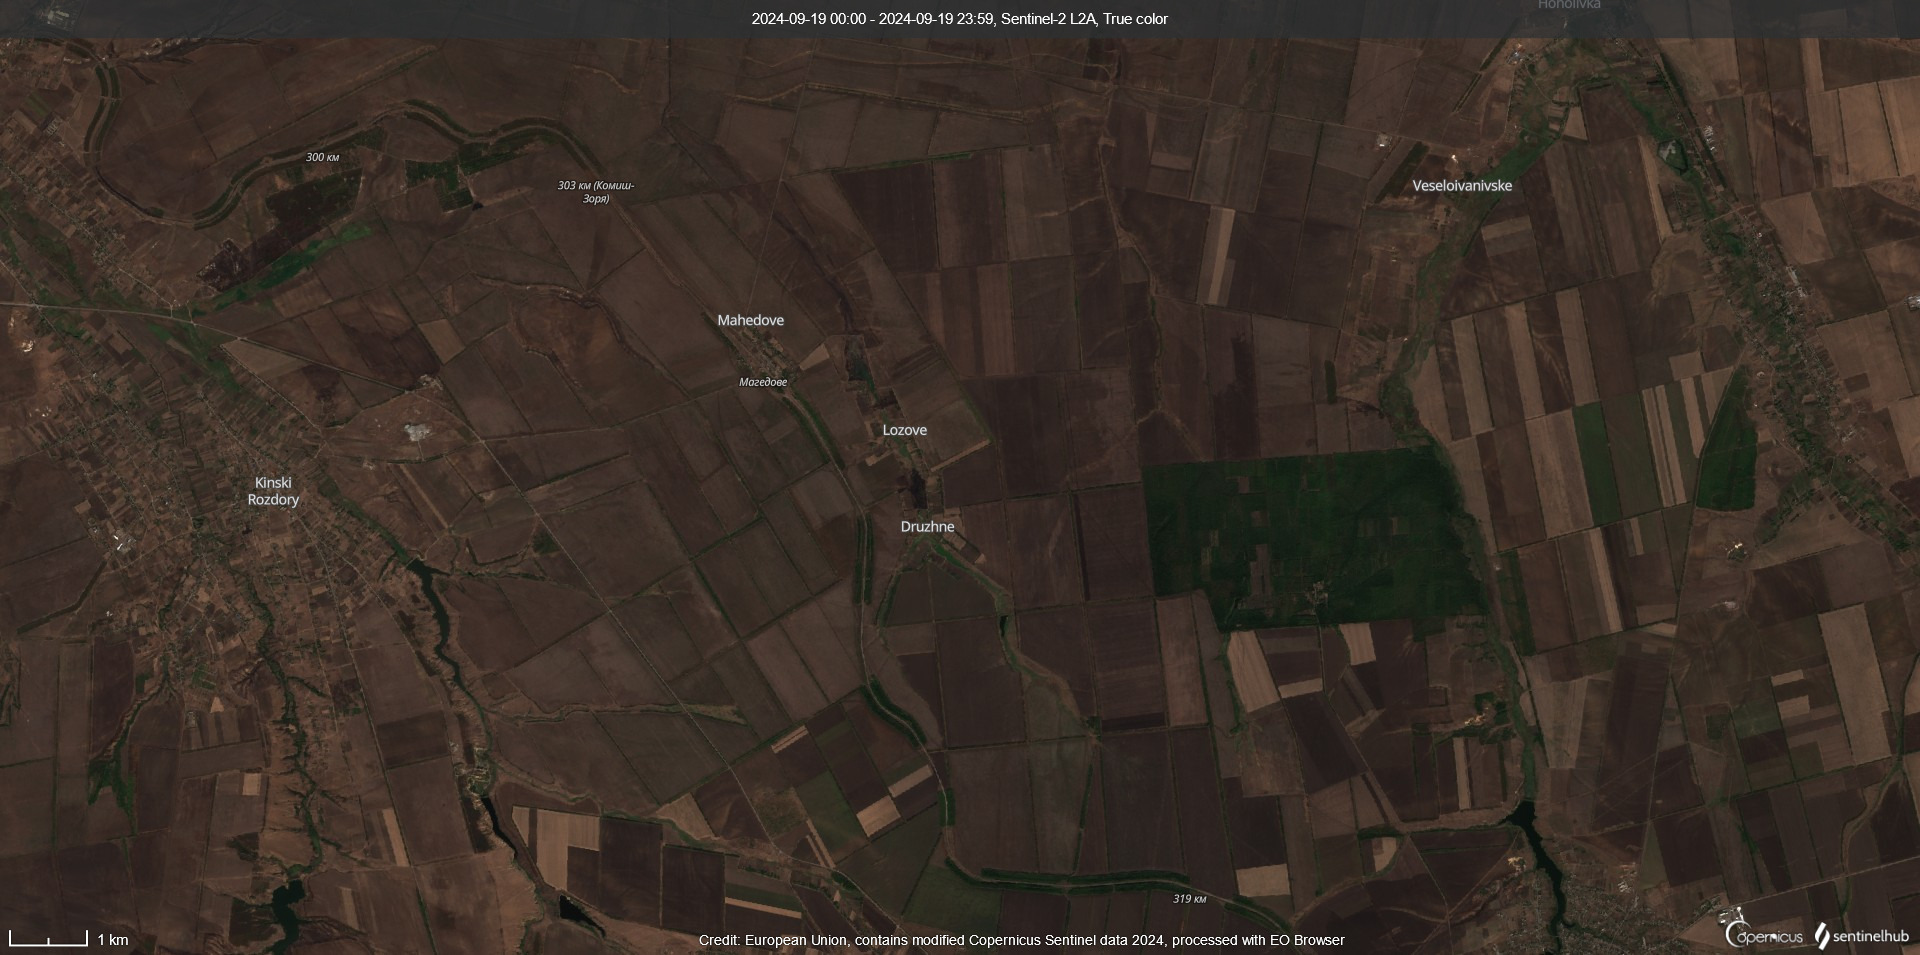 2024-09-19 00:00 - 2024-09-19 23:59, Sentinel-2 L2A, True color
Honolivka
300 км
303 км (Комиш-
Зоря)
Veseloivanivske
Mahedove
Магедове
Lozove
Kinski
Rozdory
Druzhne
319 км
1 km
Credit: European Union, contains modified Copernicus Sentinel data 2024, processed with EO Browser
Copernicus
sentinelhub